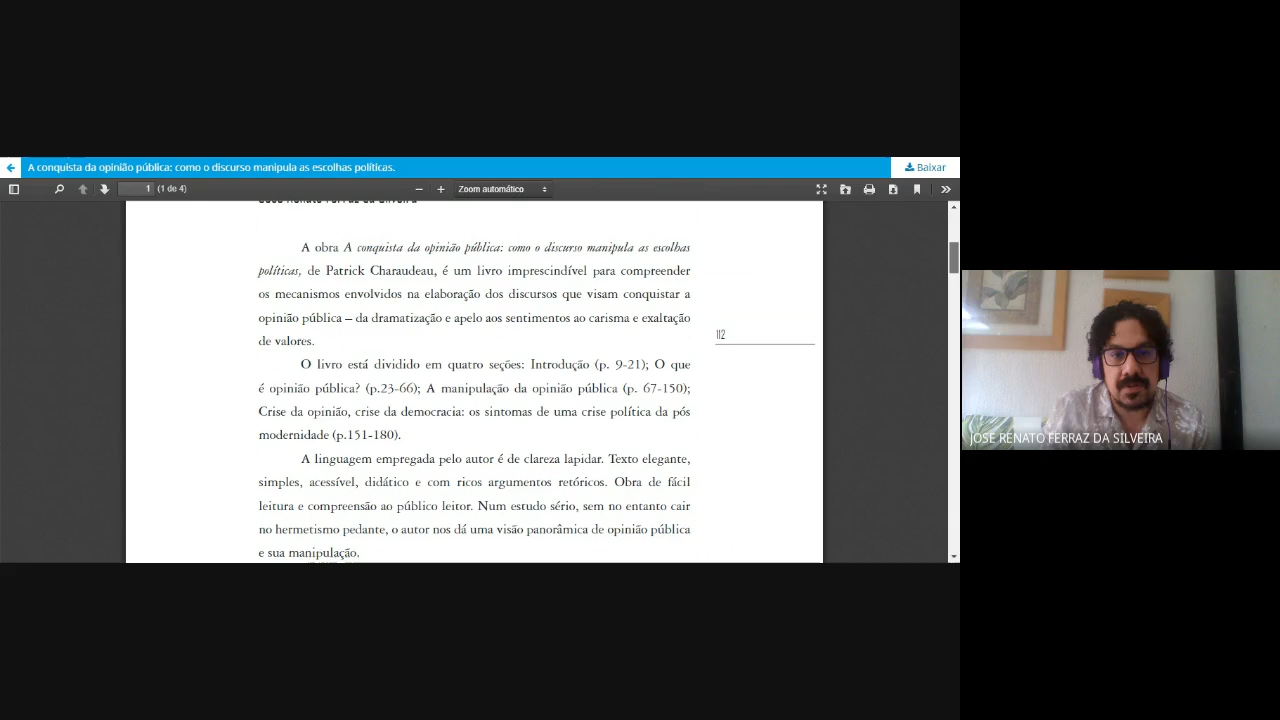 A conquista da opinião pública: como o discurso manipula as escolhas políticas.
Baixar
1 (1 de 4)
Zoom automático
José Renato Ferraz da Silveira
A obra A conquista da opinião pública: como o discurso manipula as escolhas
políticas, de Patrick Charaudeau, é um livro imprescindível para compreender
os mecanismos envolvidos na elaboração dos discursos que visam conquistar a
opinião pública – da dramatização e apelo aos sentimentos ao carisma e exaltação
de valores.
112
O livro está dividido em quatro seções: Introdução (p. 9-21); O que
é opinião pública? (p.23-66); A manipulação da opinião pública (p. 67-150);
Crise da opinião, crise da democracia: os sintomas de uma crise política da pós
modernidade (p.151-180).
A linguagem empregada pelo autor é de clareza lapidar. Texto elegante,
simples, acessível, didático e com ricos argumentos retóricos. Obra de fácil
leitura e compreensão ao público leitor. Num estudo sério, sem no entanto cair
no hermetismo pedante, o autor nos dá uma visão panorâmica de opinião pública
e sua manipulação.
JOSE RENATO FERRAZ DA SILVEIRA